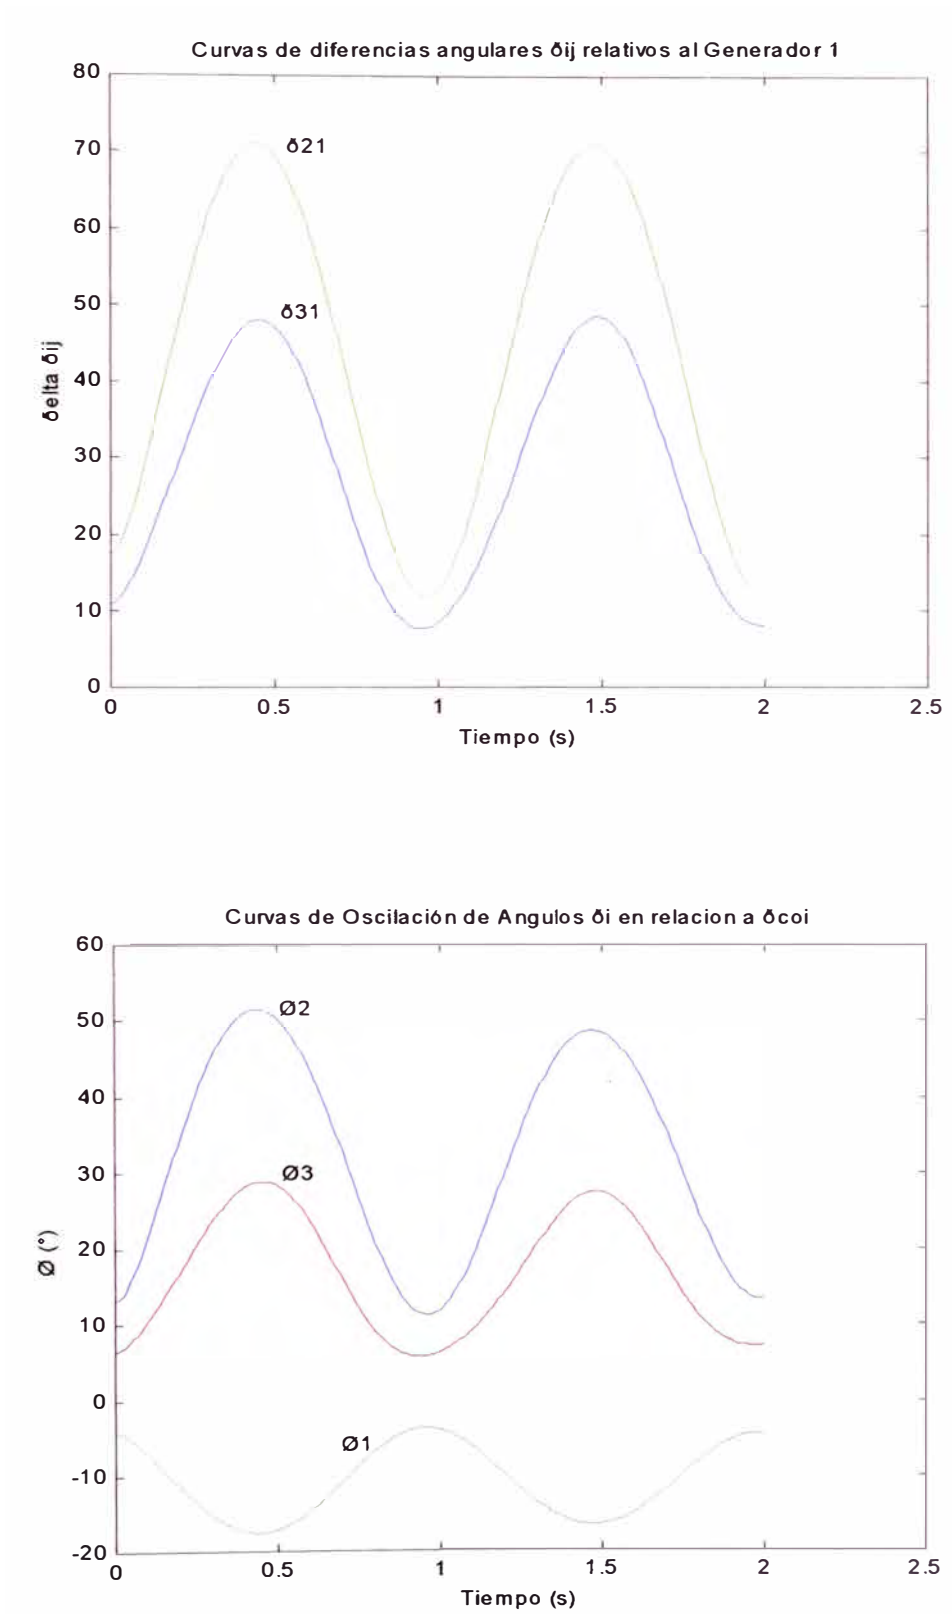 Curvas de diferencias angulares δij relativos al Generador 1
80
70
60
50
40
30
20
10
0
δ21
δ31
δelta δij
0 0.5 1 1.5 2 2.5
Tiempo (s)
Curvas de Oscilación de Angulos δi en relacion a δcoi
60
50
40
30
20
10
0
-10
-20
Ø2
Ø3
Ø1
Ø (°)
0 0.5 1 1.5 2 2.5
Tiempo (s)